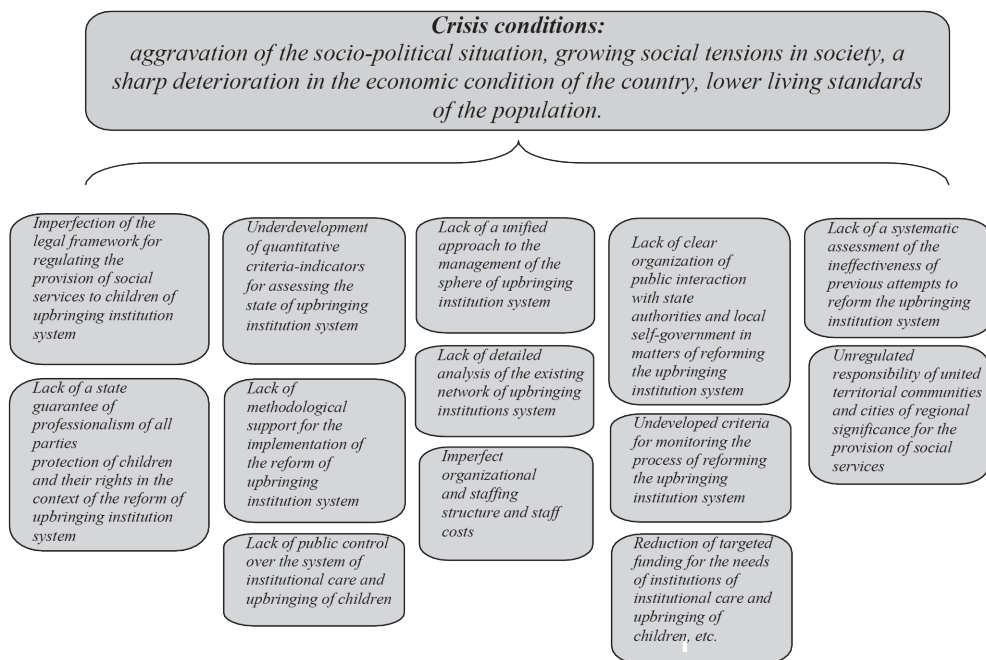 Crisis conditions:
aggravation of the socio-political situation, growing social tensions in society, a
sharp deterioration in the economic condition of the country, lower living standards
of the population.
Imperfection of the
legal framework for
regulating the
provision of social
services to children of
upbringing institution
system
Lack of a state
guarantee of
professionalism of all
parties
protection of children
and their rights in the
context of the reform of
upbringing institution
system
Underdevelopment
of quantitative
criteria-indicators
for assessing the
state of upbringing
institution system
Lack of
methodological
support for the
implementation of
the reform of
upbringing
institution system
Lack of public control
over the system of
institutional care and
upbringing of children
Lack of a unified
approach to the
management of the
sphere of upbringing
institution system
Lack of detailed
analysis of the existing
network of upbringing
institutions system
Imperfect
organizational
and staffing
structure and staff
costs
Lack of clear
organization of
public interaction
with state
authorities and local
self-government in
matters of reforming
the upbringing
institution system
Undeveloped criteria
for monitoring the
process of reforming
the upbringing
institution system
Reduction of targeted
funding for the needs
of institutions of
institutional care and
upbringing of
children, etc.
Lack of a systematic
assessment of the
ineffectiveness of
previous attempts to
reform the upbringing
institution system
Unregulated
responsibility of united
territorial communities
and cities of regional
significance for the
provision of social
services